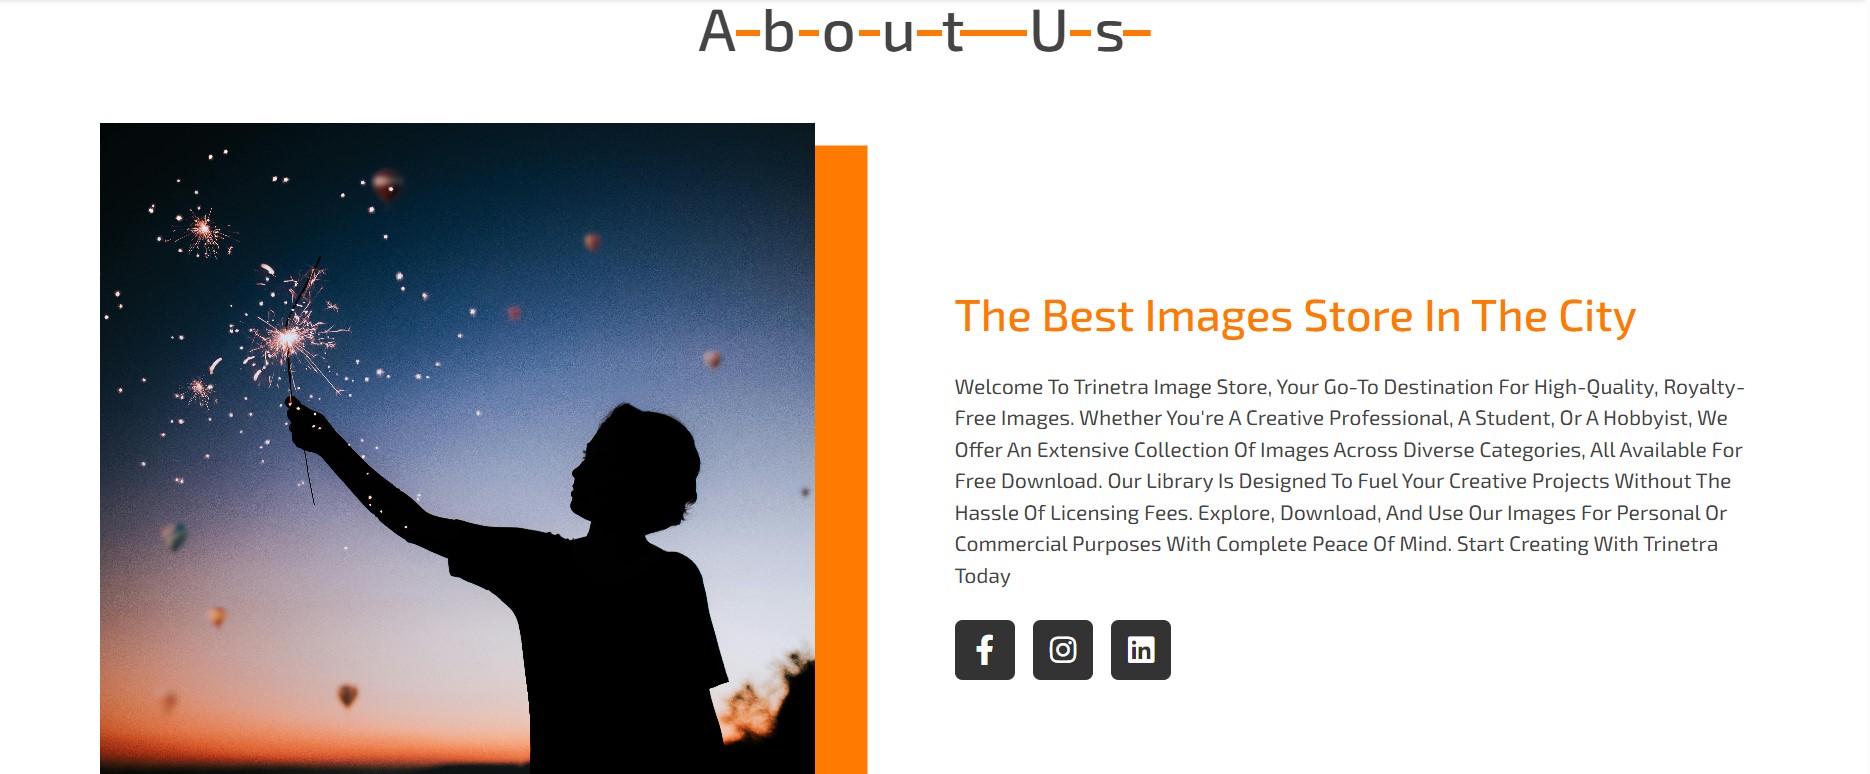 About Us
The Best Images Store In The City
Welcome To Trinetra Image Store, Your Go-To Destination For High-Quality, Royalty-
Free Images. Whether You're A Creative Professional, A Student, Or A Hobbyist, We
Offer An Extensive Collection Of Images Across Diverse Categories, All Available For
Free Download. Our Library Is Designed To Fuel Your Creative Projects Without The
Hassle Of Licensing Fees. Explore, Download, And Use Our Images For Personal Or
Commercial Purposes With Complete Peace Of Mind. Start Creating With Trinetra
Today